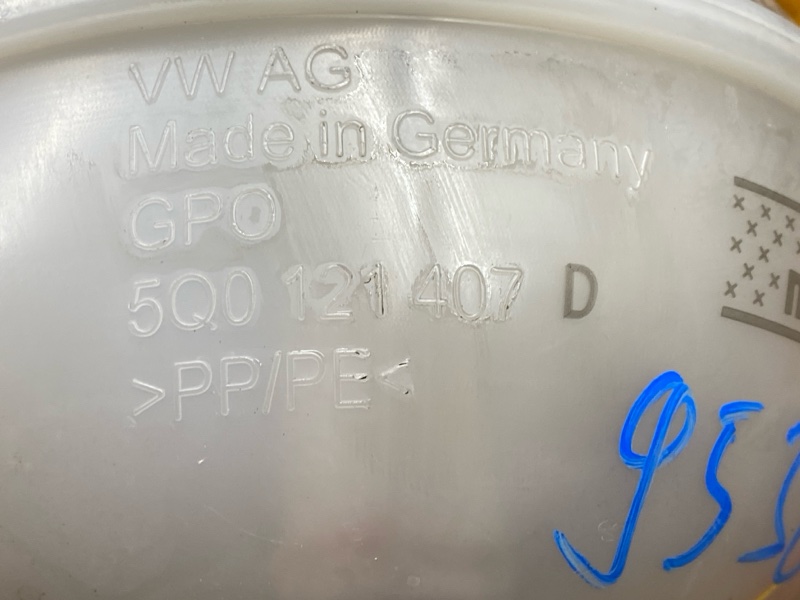 VW AG
Made in Germany
GPO
5Q0 121 407 D
>PP/PE<